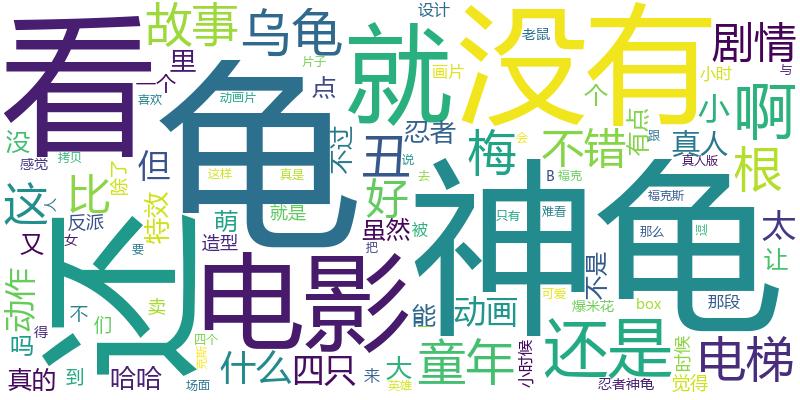 看
故事
乌龟
就
没有
设计
老鼠
剧情
里
一个
喜欢
片子
动画片
点
画片
小时
与
龟
没
感觉
拷贝
但
不过
忍者
丑
说
去
梅
会
不错
个
有点
小
真人
跟
真人版
啊
根
这
人
比
除了
反派
特效
这样
真是
萌
就是
好
虽然
被
神龟
只有
难看
B
福克
福克斯
那么
逗
太
让
又
女
还
造型
电影
把
能
动画
可爱
不是
那段
爆米花
box
动作
不
们
要
卖
吗
得
真的
到
哈哈
四个
场面
什么
四只
来
大
英雄
童年
小时候
还是
忍者神龟
时候
觉得
电梯